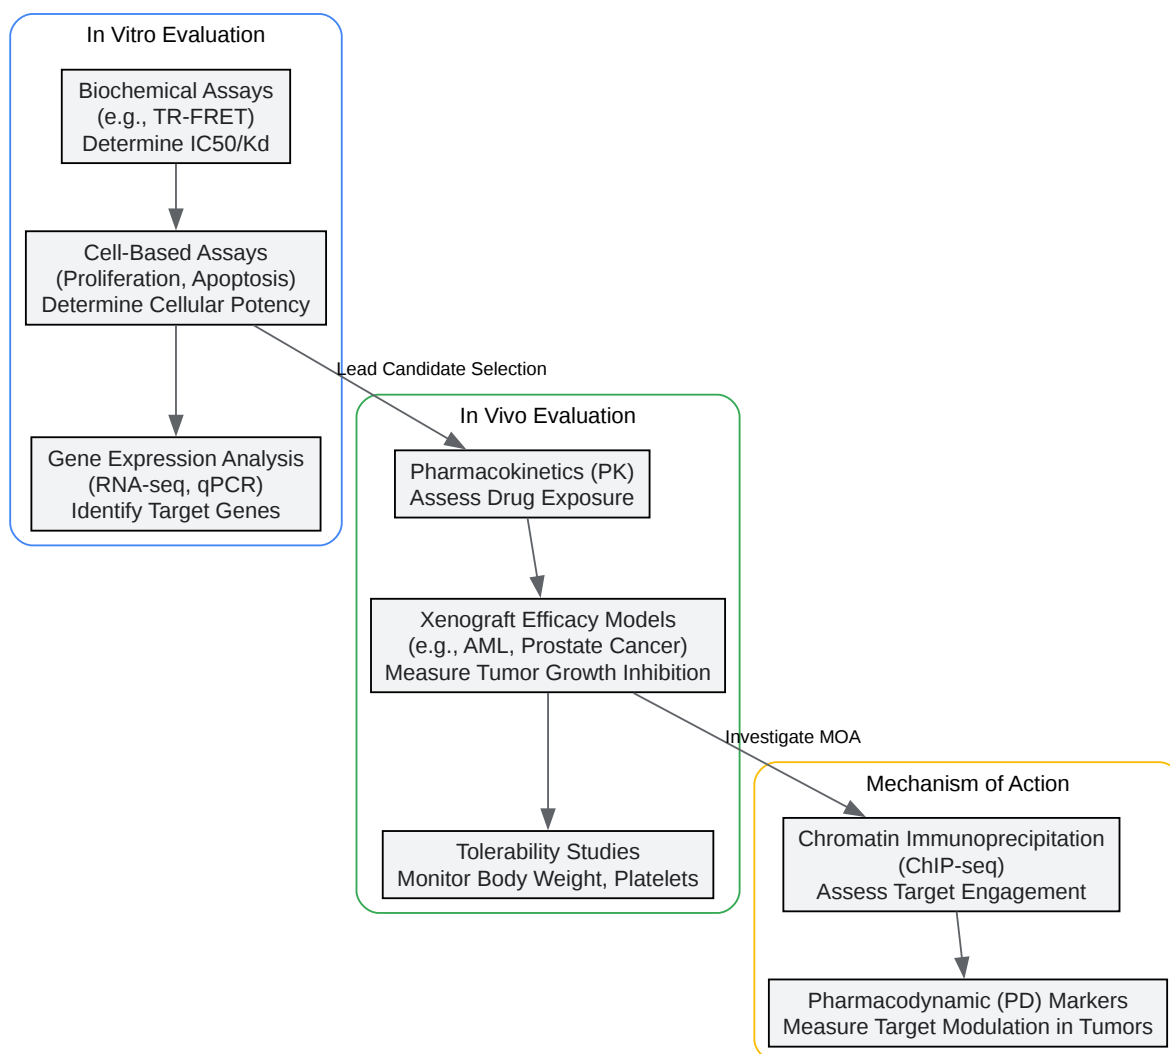 In Vitro Evaluation
Biochemical Assays
(e.g., TR-FRET)
Determine IC50/Kd
Cell-Based Assays
(Proliferation, Apoptosis)
Determine Cellular Potency
Lead Candidate Selection
Gene Expression Analysis
(RNA-seq, qPCR)
Identify Target Genes
In Vivo Evaluation
Pharmacokinetics (PK)
Assess Drug Exposure
Xenograft Efficacy Models
(e.g., AML, Prostate Cancer)
Measure Tumor Growth Inhibition
Investigate MOA
Tolerability Studies
Monitor Body Weight, Platelets
Mechanism of Action
Chromatin Immunoprecipitation
(ChIP-seq)
Assess Target Engagement
Pharmacodynamic (PD) Markers
Measure Target Modulation in Tumors